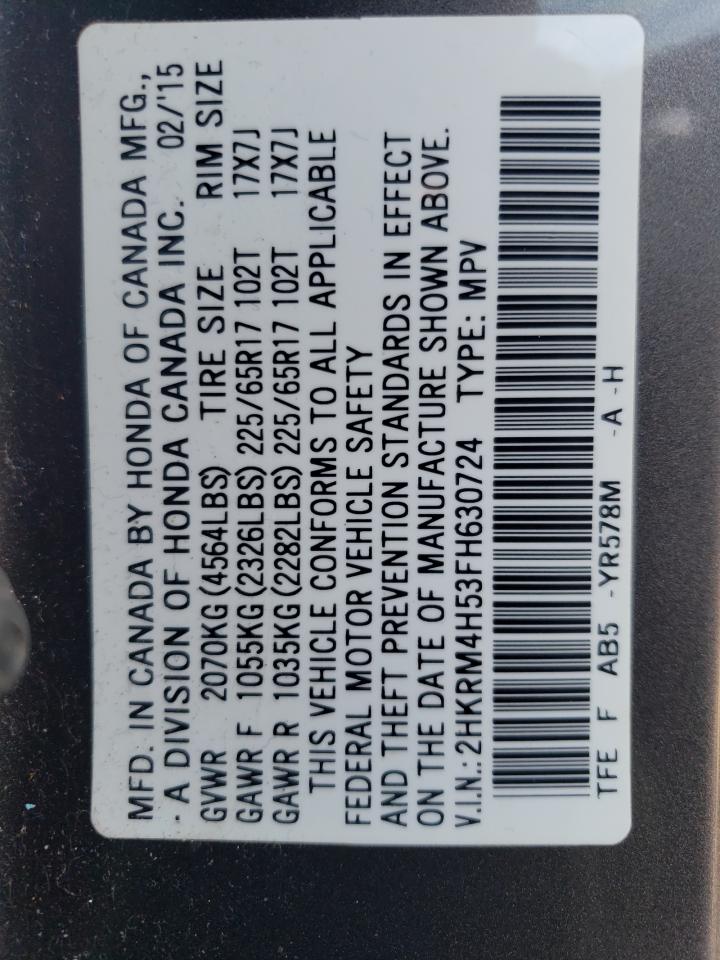 MFD. IN CANADA BY HONDA OF CANADA MFG.,
· A DIVISION OF HONDA CANADA INC. 02/'15
GVWR 2070KG(4564LBS) TIRE SIZE RIM SIZE
GAWR F 1055KG(2326LBS) 225/65R17 102T 17X7J
GAWR R 1035KG(2282LBS) 225/65R17 102T 17X7J
THIS VEHICLE CONFORMS TO ALL APPLICABLE
FEDERAL MOTOR VEHICLE SAFETY
AND THEFT PREVENTION STANDARDS IN EFFECT
ON THE DATE OF MANUFACTURE SHOWN ABOVE.
V.I.N.: 2HKRM4H53FH630724 TYPE: MPV
TFE F AB5 -YR578M -A -H